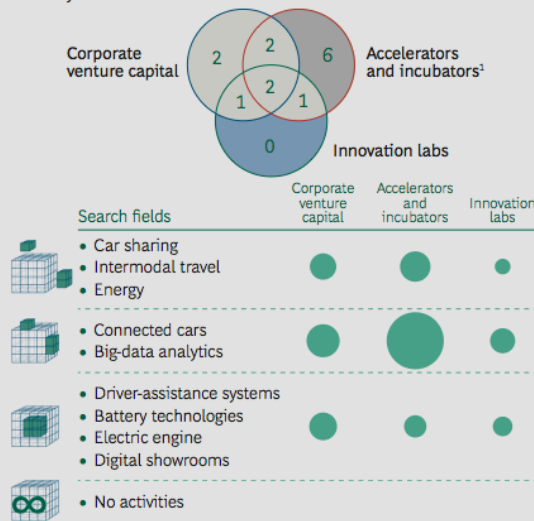 Corporate
venture capital
2
2
6
Accelerators
and incubators¹
2
1
1
0
Innovation labs
Search fields
Corporate
venture
capital
Accelerators
and
incubators
Innovation
labs
• Car sharing
• Intermodal travel
• Energy
• Connected cars
• Big-data analytics
• Driver-assistance systems
• Battery technologies
• Electric engine
• Digital showrooms
• No activities